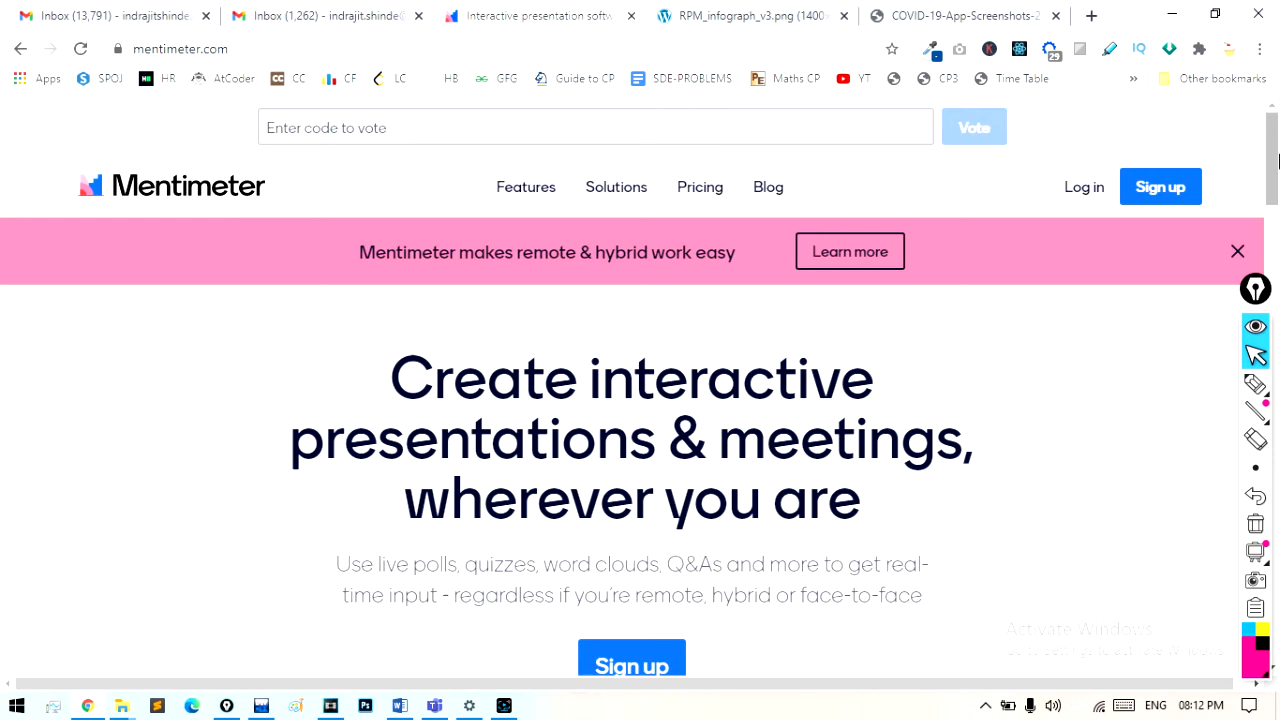 Inbox (13,791) - indrajitshinde
Inbox (1,262) - indrajit.shinde@
Interactive presentation softw
RPM_infograph_v3.png (1400×
COVID-19-App-Screenshots-2
mentimeter.com
Apps
SPOJ
HR
AtCoder
CC
CF
LC
HB
GFG
Guide to CP
SDE-PROBLEMS
Maths CP
YT
CP3
Time Table
Other bookmarks
Enter code to vote
Vote
Mentimeter
Features
Solutions
Pricing
Blog
Log in
Sign up
Mentimeter makes remote & hybrid work easy
Learn more
Create interactive
presentations & meetings,
wherever you are
Use live polls, quizzes, word clouds, Q&As and more to get real-
time input - regardless if you're remote, hybrid or face-to-face
Activate Windows
Sign up
ENG
08:12 PM